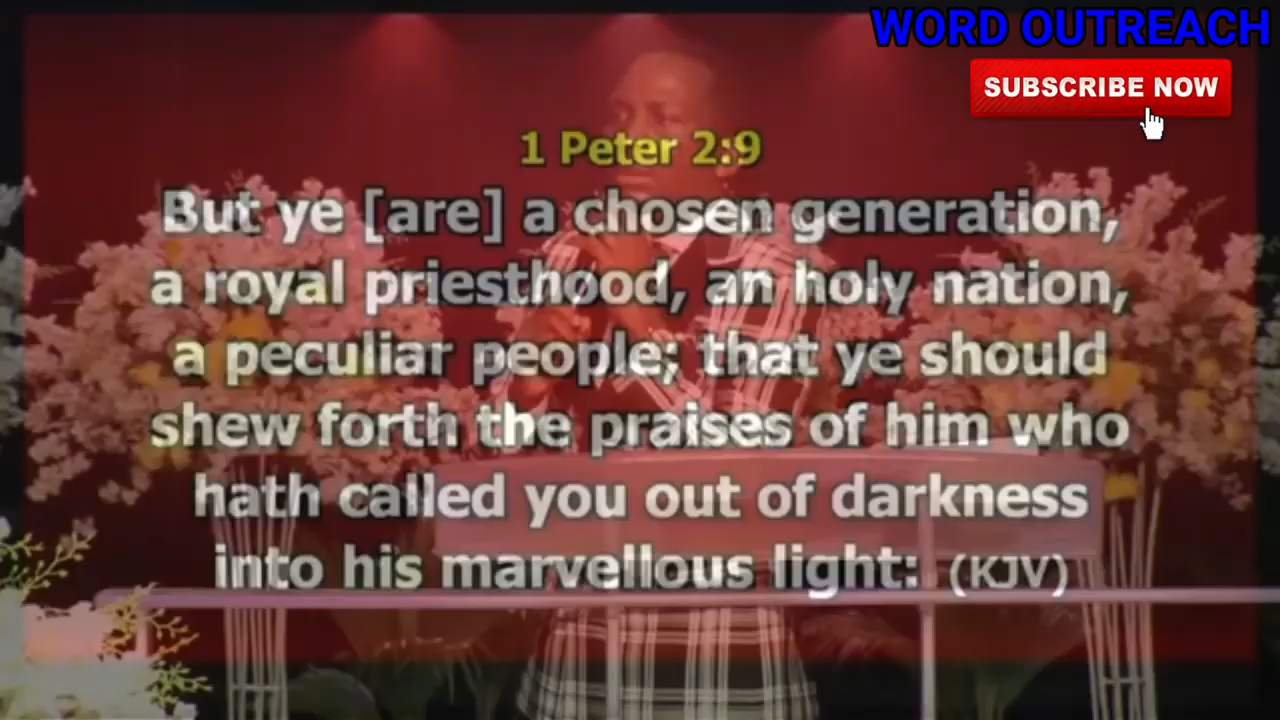 WORD OUTREACH
SUBSCRIBE NOW
1 Peter 2:9
But ye [are] a chosen generation,
a royal priesthood, an holy nation,
a peculiar people; that ye should
shew forth the praises of him who
hath called you out of darkness
into his marvellous light: (KJV)